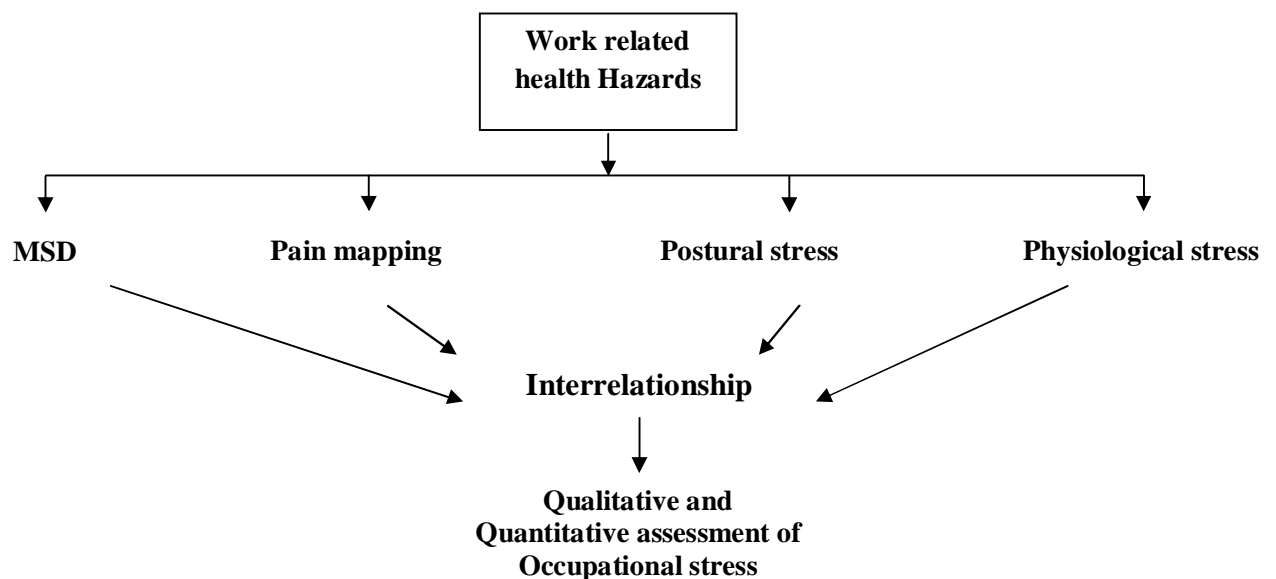 Work related
health Hazards
MSD
Pain mapping
Postural stress
Physiological stress
Interrelationship
Qualitative and
Quantitative assessment of
Occupational stress